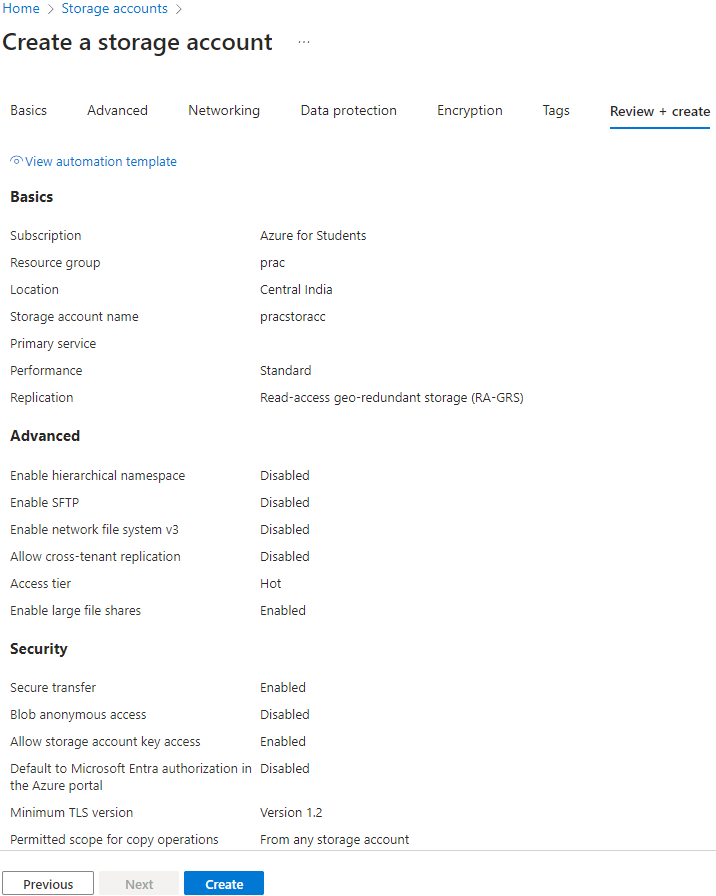 Home > Storage accounts >
Create a storage account ...
Basics Advanced Networking Data protection Encryption Tags Review + create
View automation template
Basics
Subscription Azure for Students
Resource group prac
Location Central India
Storage account name pracstoracc
Primary service
Performance Standard
Replication Read-access geo-redundant storage (RA-GRS)
Advanced
Enable hierarchical namespace Disabled
Enable SFTP Disabled
Enable network file system v3 Disabled
Allow cross-tenant replication Disabled
Access tier Hot
Enable large file shares Enabled
Security
Secure transfer Enabled
Blob anonymous access Disabled
Allow storage account key access Enabled
Default to Microsoft Entra authorization in Disabled
the Azure portal
Minimum TLS version Version 1.2
Permitted scope for copy operations From any storage account
Previous Next Create